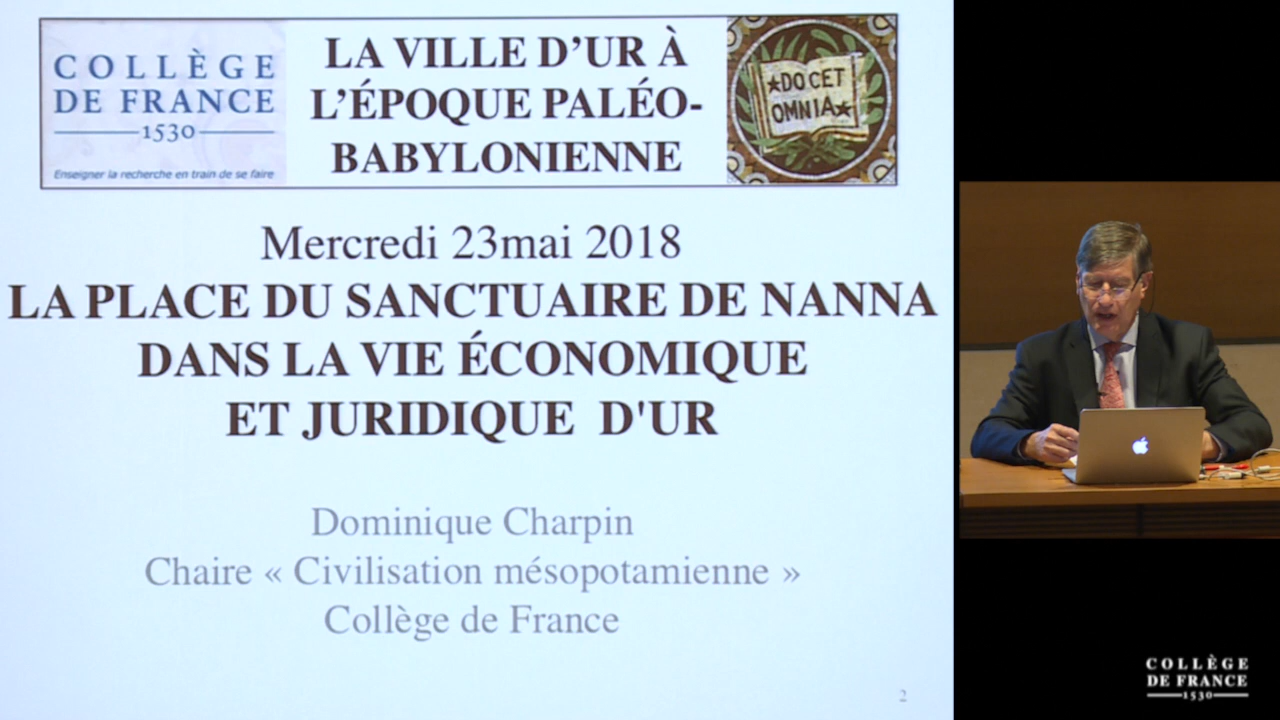 COLLÈGE
DE FRANCE
1530
Enseigner la recherche en train de se faire
LA VILLE D’UR À
L’ÉPOQUE PALÉO-
BABYLONIENNE
★DOCET
OMNIA★
Mercredi 23mai 2018
LA PLACE DU SANCTUAIRE DE NANNA
DANS LA VIE ÉCONOMIQUE
ET JURIDIQUE D'UR
Dominique Charpin
Chaire « Civilisation mésopotamienne »
Collège de France
2
COLLÈGE
DE FRANCE
1530